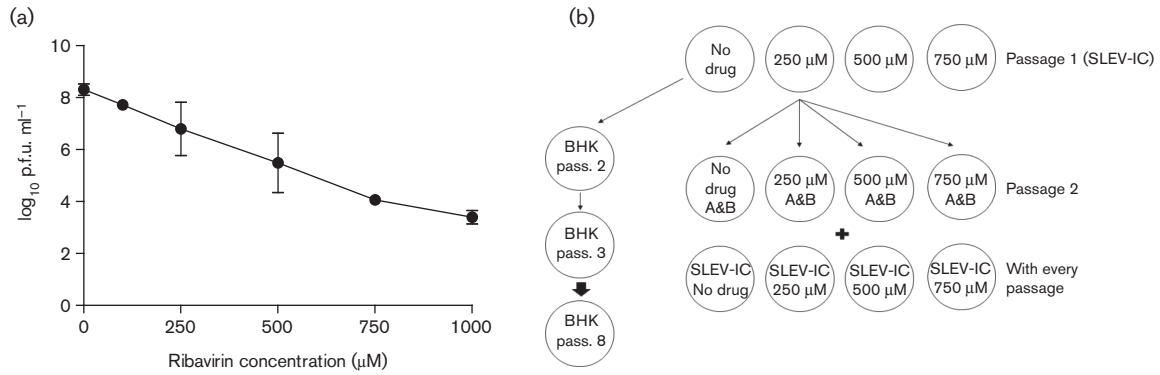 (a)
10
8
6
4
2
0
log10 p.f.u. ml−1
0
250
500
750
1000
Ribavirin concentration (μM)
(b)
No
drug
250 μM
500 μM
750 μM
Passage 1 (SLEV-IC)
BHK
pass. 2
BHK
pass. 3
BHK
pass. 8
No
drug
A&B
250 μM
A&B
500 μM
A&B
750 μM
A&B
Passage 2
SLEV-IC
No drug
SLEV-IC
250 μM
SLEV-IC
500 μM
SLEV-IC
750 μM
With every
passage